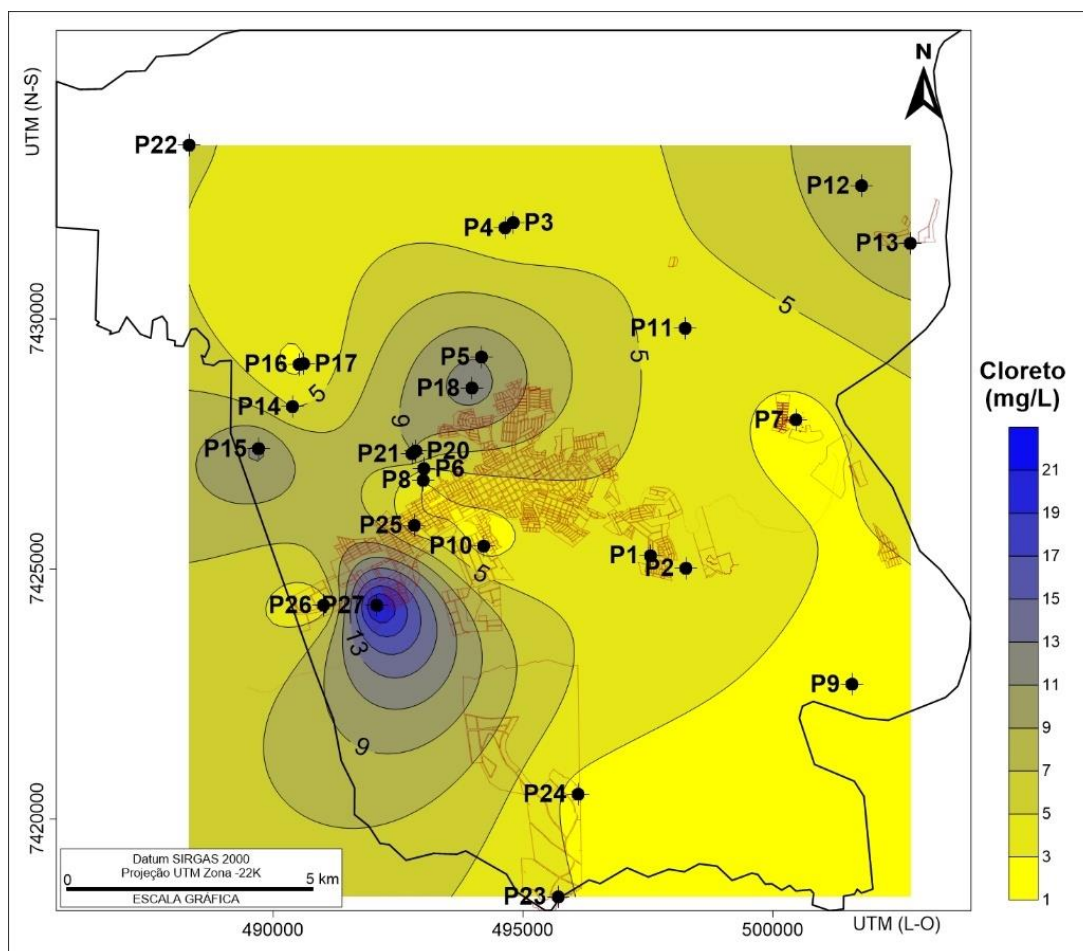 N
UTM (N-S)
P22
P12
P4
P3
P13
5
7430000
P11
5
P5
P16
P17
P18
5
P14
9
P7
P15
P21
P20
P6
P8
P25
P10
P1
P2
5
7425000
P26
P27
13
P9
9
P24
7420000
P23
Datum SIRGAS 2000
Projeção UTM Zona -22K
0 5 km
ESCALA GRÁFICA
490000
495000
500000
UTM (L-O)
Cloreto
(mg/L)
21
19
17
15
13
11
9
7
5
3
1